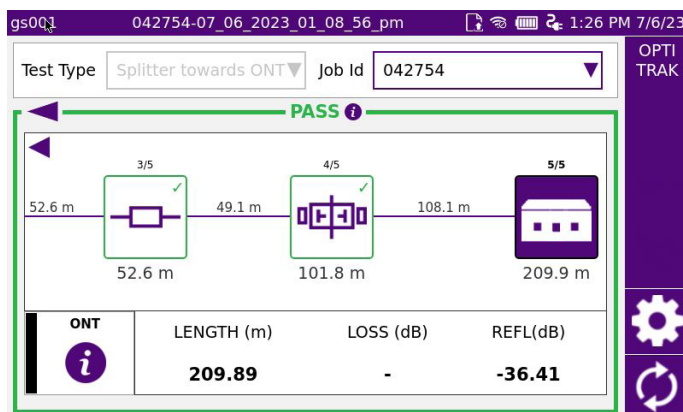 gs001 042754-07_06_2023_01_08_56_pm 1:26 PM 7/6/23
OPTI
TRAK
Test Type Splitter towards ONT Job Id 042754
PASS i
3/5 4/5 5/5
52.6 m 49.1 m 108.1 m
52.6 m 101.8 m 209.9 m
ONT LENGTH (m) LOSS (dB) REFL(dB)
i 209.89 - -36.41